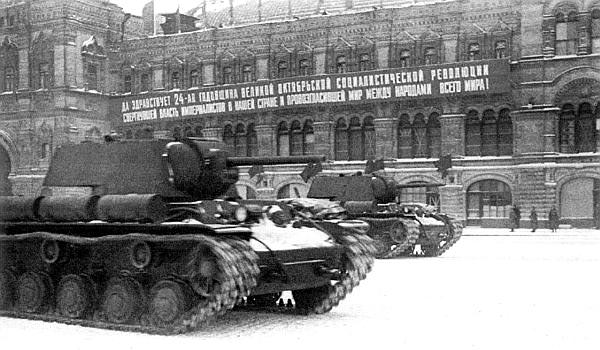 ДА ЗДРАВСТВУЕТ 24-АЯ ГОДОВЩИНА ВЕЛИКОЙ ОКТЯБРЬСКОЙ СОЦИАЛИСТИЧЕСКОЙ РЕВОЛЮЦИИ
СВЕРГНУВШЕЙ ВЛАСТЬ ИМПЕРИАЛИСТОВ В НАШЕЙ СТРАНЕ И ПРОВОЗГЛАСИВШЕЙ МИР МЕЖДУ НАРОДАМИ ВСЕГО МИРА!